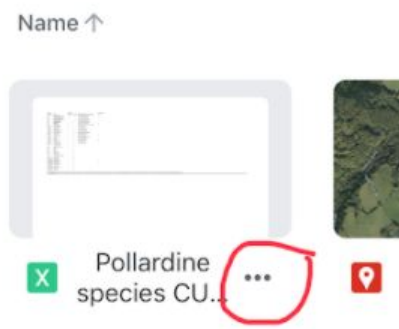 Name ↑
X
Pollardine
species CU...